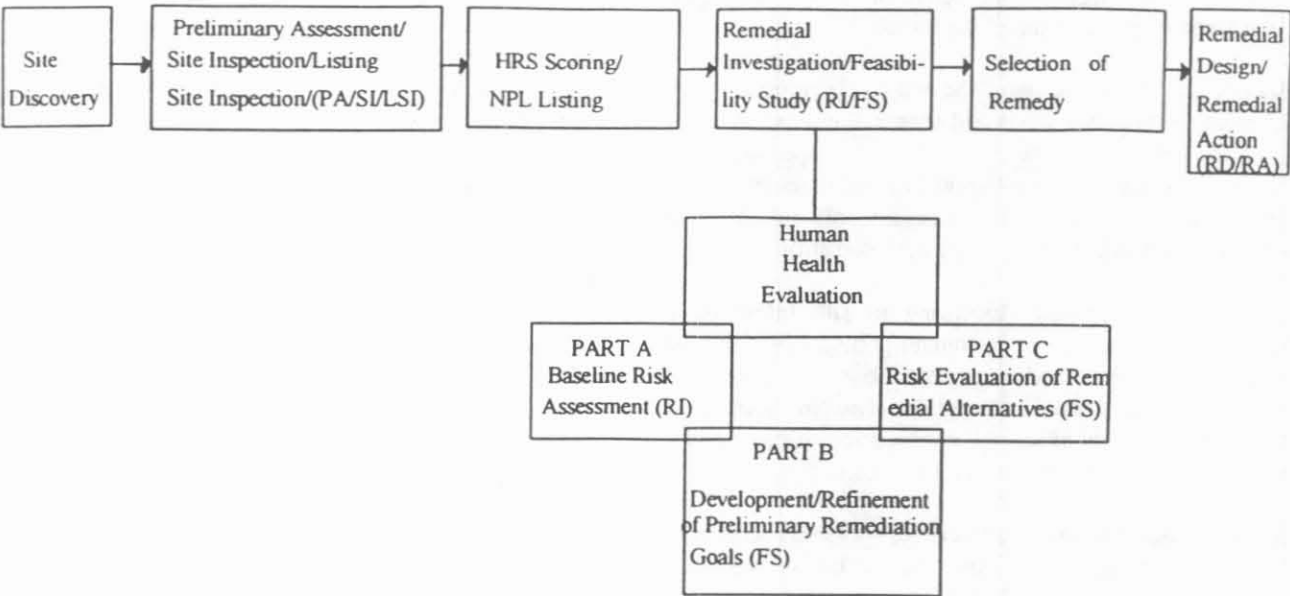 Site
Discovery
Preliminary Assessment/
Site Inspection/Listing
Site Inspection/(PA/SI/LSI)
HRS Scoring/
NPL Listing
Remedial
Investigation/Feasibi-
lity Study (RI/FS)
Selection of
Remedy
Remedial
Design/
Remedial
Action
(RD/RA)
Human
Health
Evaluation
PART A
Baseline Risk
Assessment (RI)
PART C
Risk Evaluation of Rem
edial Alternatives (FS)
PART B
Development/Refinement
of Preliminary Remediation
Goals (FS)